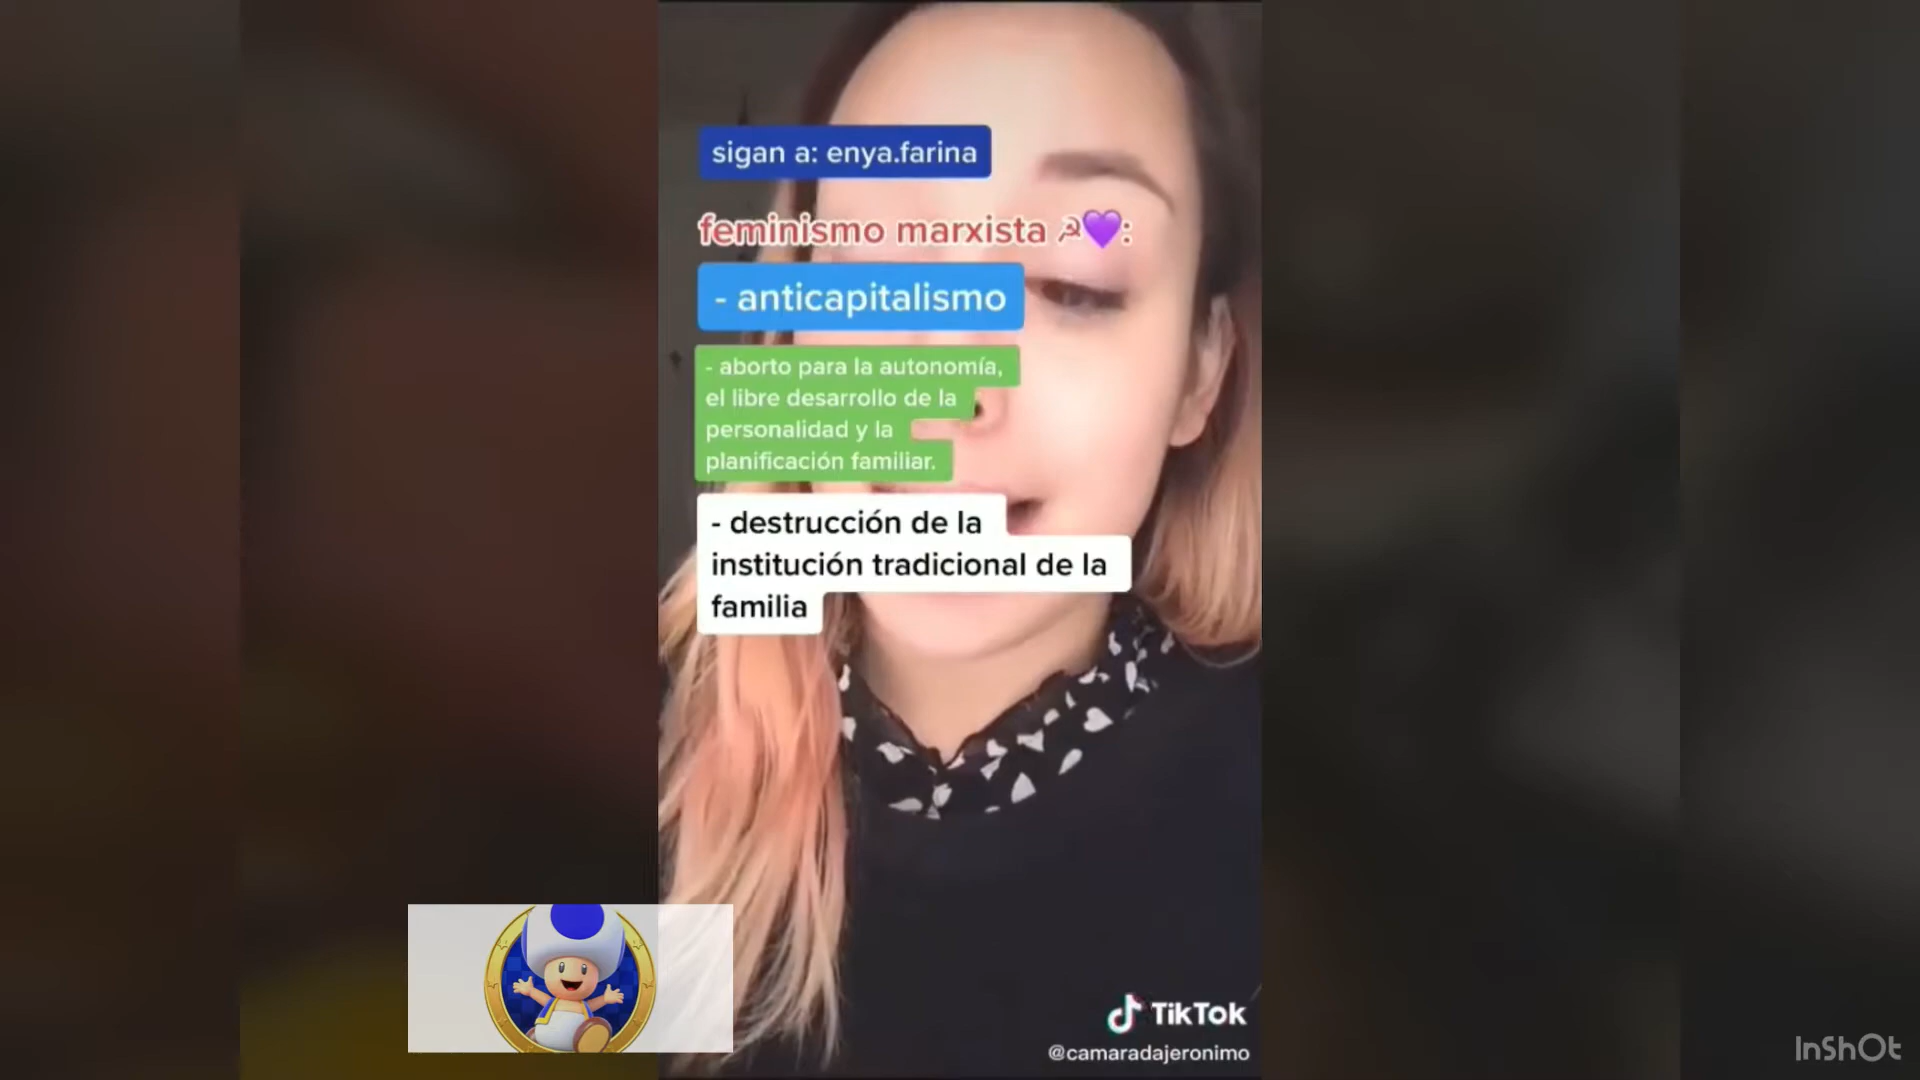 sigan a: enya.farina
feminismo marxista ☭💜:
- anticapitalismo
- aborto para la autonomía,
el libre desarrollo de la
personalidad y la
planificación familiar.
- destrucción de la
institución tradicional de la
familia
TikTok
@camaradajeronimo
InShOt